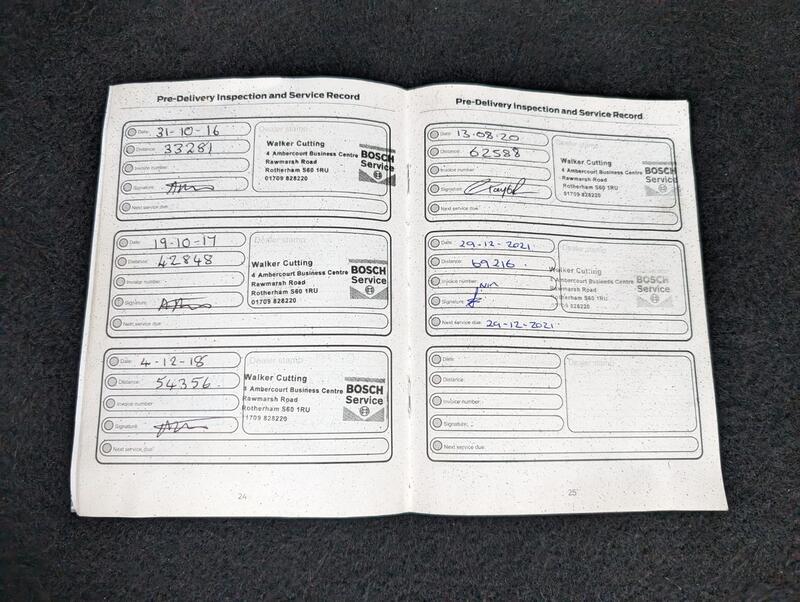 Pre-Delivery Inspection and Service Record
Date: 31-10-16
Distance: 33281
Invoice number:
Signature:
Next service due:
Dealer stamp
Walker Cutting
4 Ambercourt Business Centre
Rawmarsh Road
Rotherham S60 1RU
01709 828220
BOSCH
Service
Date: 19-10-17
Distance: 42848
Invoice number:
Signature:
Next service due:
Dealer stamp
Walker Cutting
4 Ambercourt Business Centre
Rawmarsh Road
Rotherham S60 1RU
01709 828220
BOSCH
Service
Date: 4-12-18
Distance: 54356
Invoice number:
Signature:
Next service due:
Dealer stamp
Walker Cutting
4 Ambercourt Business Centre
Rawmarsh Road
Rotherham S60 1RU
01709 828220
BOSCH
Service
24
Pre-Delivery Inspection and Service Record
Date: 13.08.20
Distance: 62588
Invoice number:
Signature:
Next service due:
Dealer stamp
Walker Cutting
4 Ambercourt Business Centre
Rawmarsh Road
Rotherham S60 1RU
01709 828220
BOSCH
Service
Date: 29-12-2021.
Distance: 69216.
Invoice number:
Signature:
Next service due: 29-12-2021.
Dealer stamp
Walker Cutting
4 Ambercourt Business Centre
Rawmarsh Road
Rotherham S60 1RU
01709 828220
BOSCH
Service
Date:
Distance:
Invoice number:
Signature:
Next service due:
Dealer stamp
25